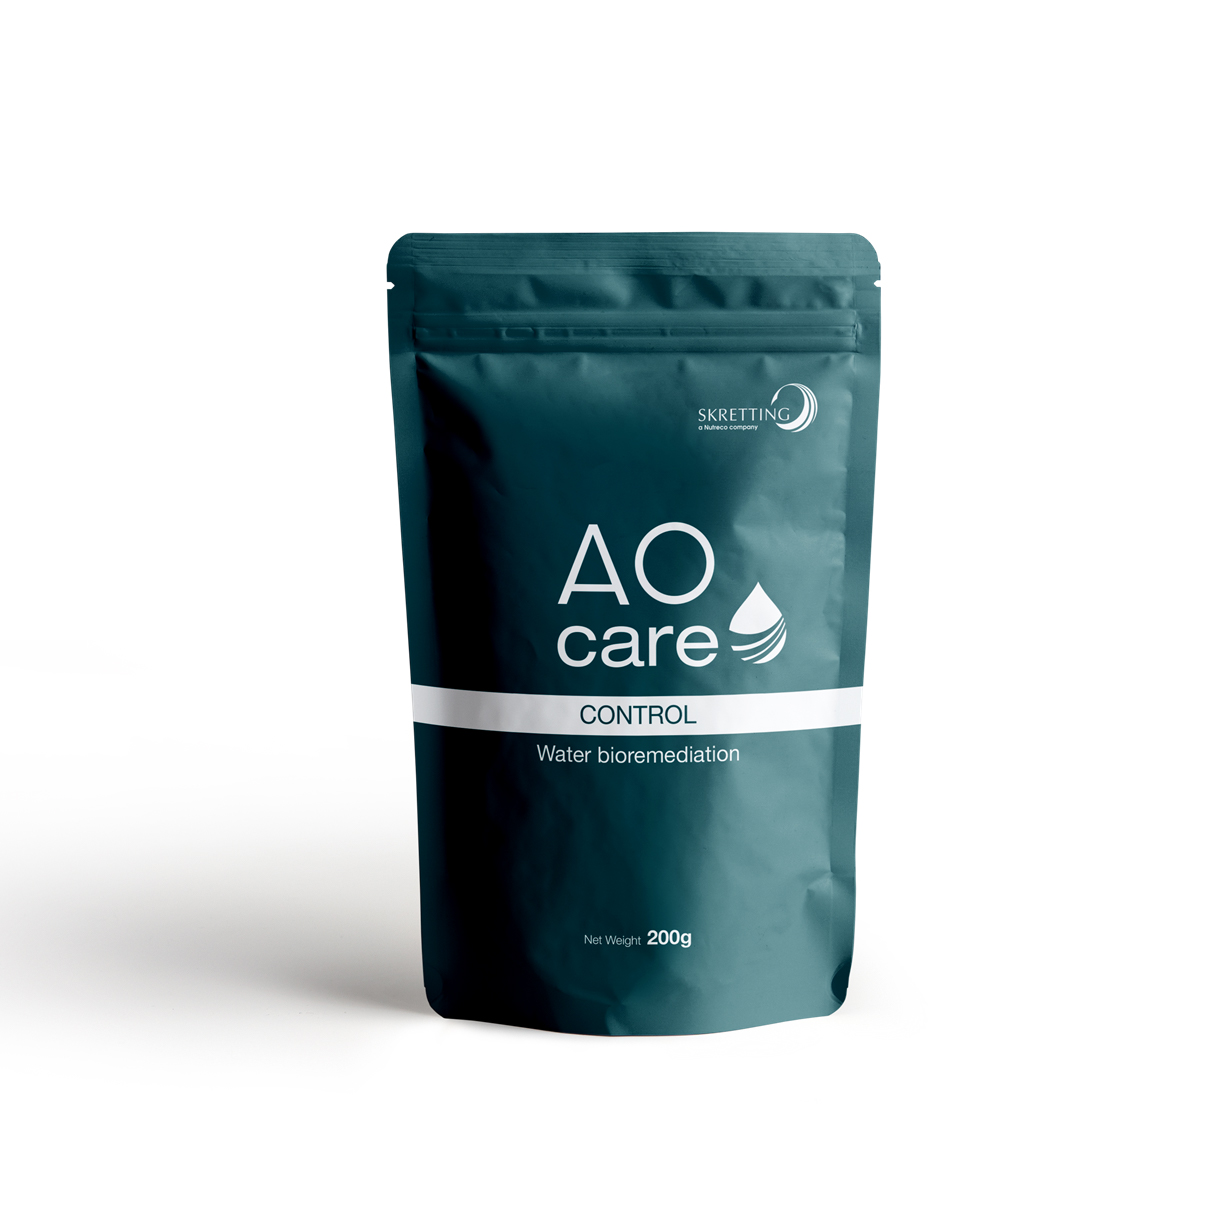 SKRETTING
a Nutreco company
AO
care
CONTROL
Water bioremediation
Net Weight 200g